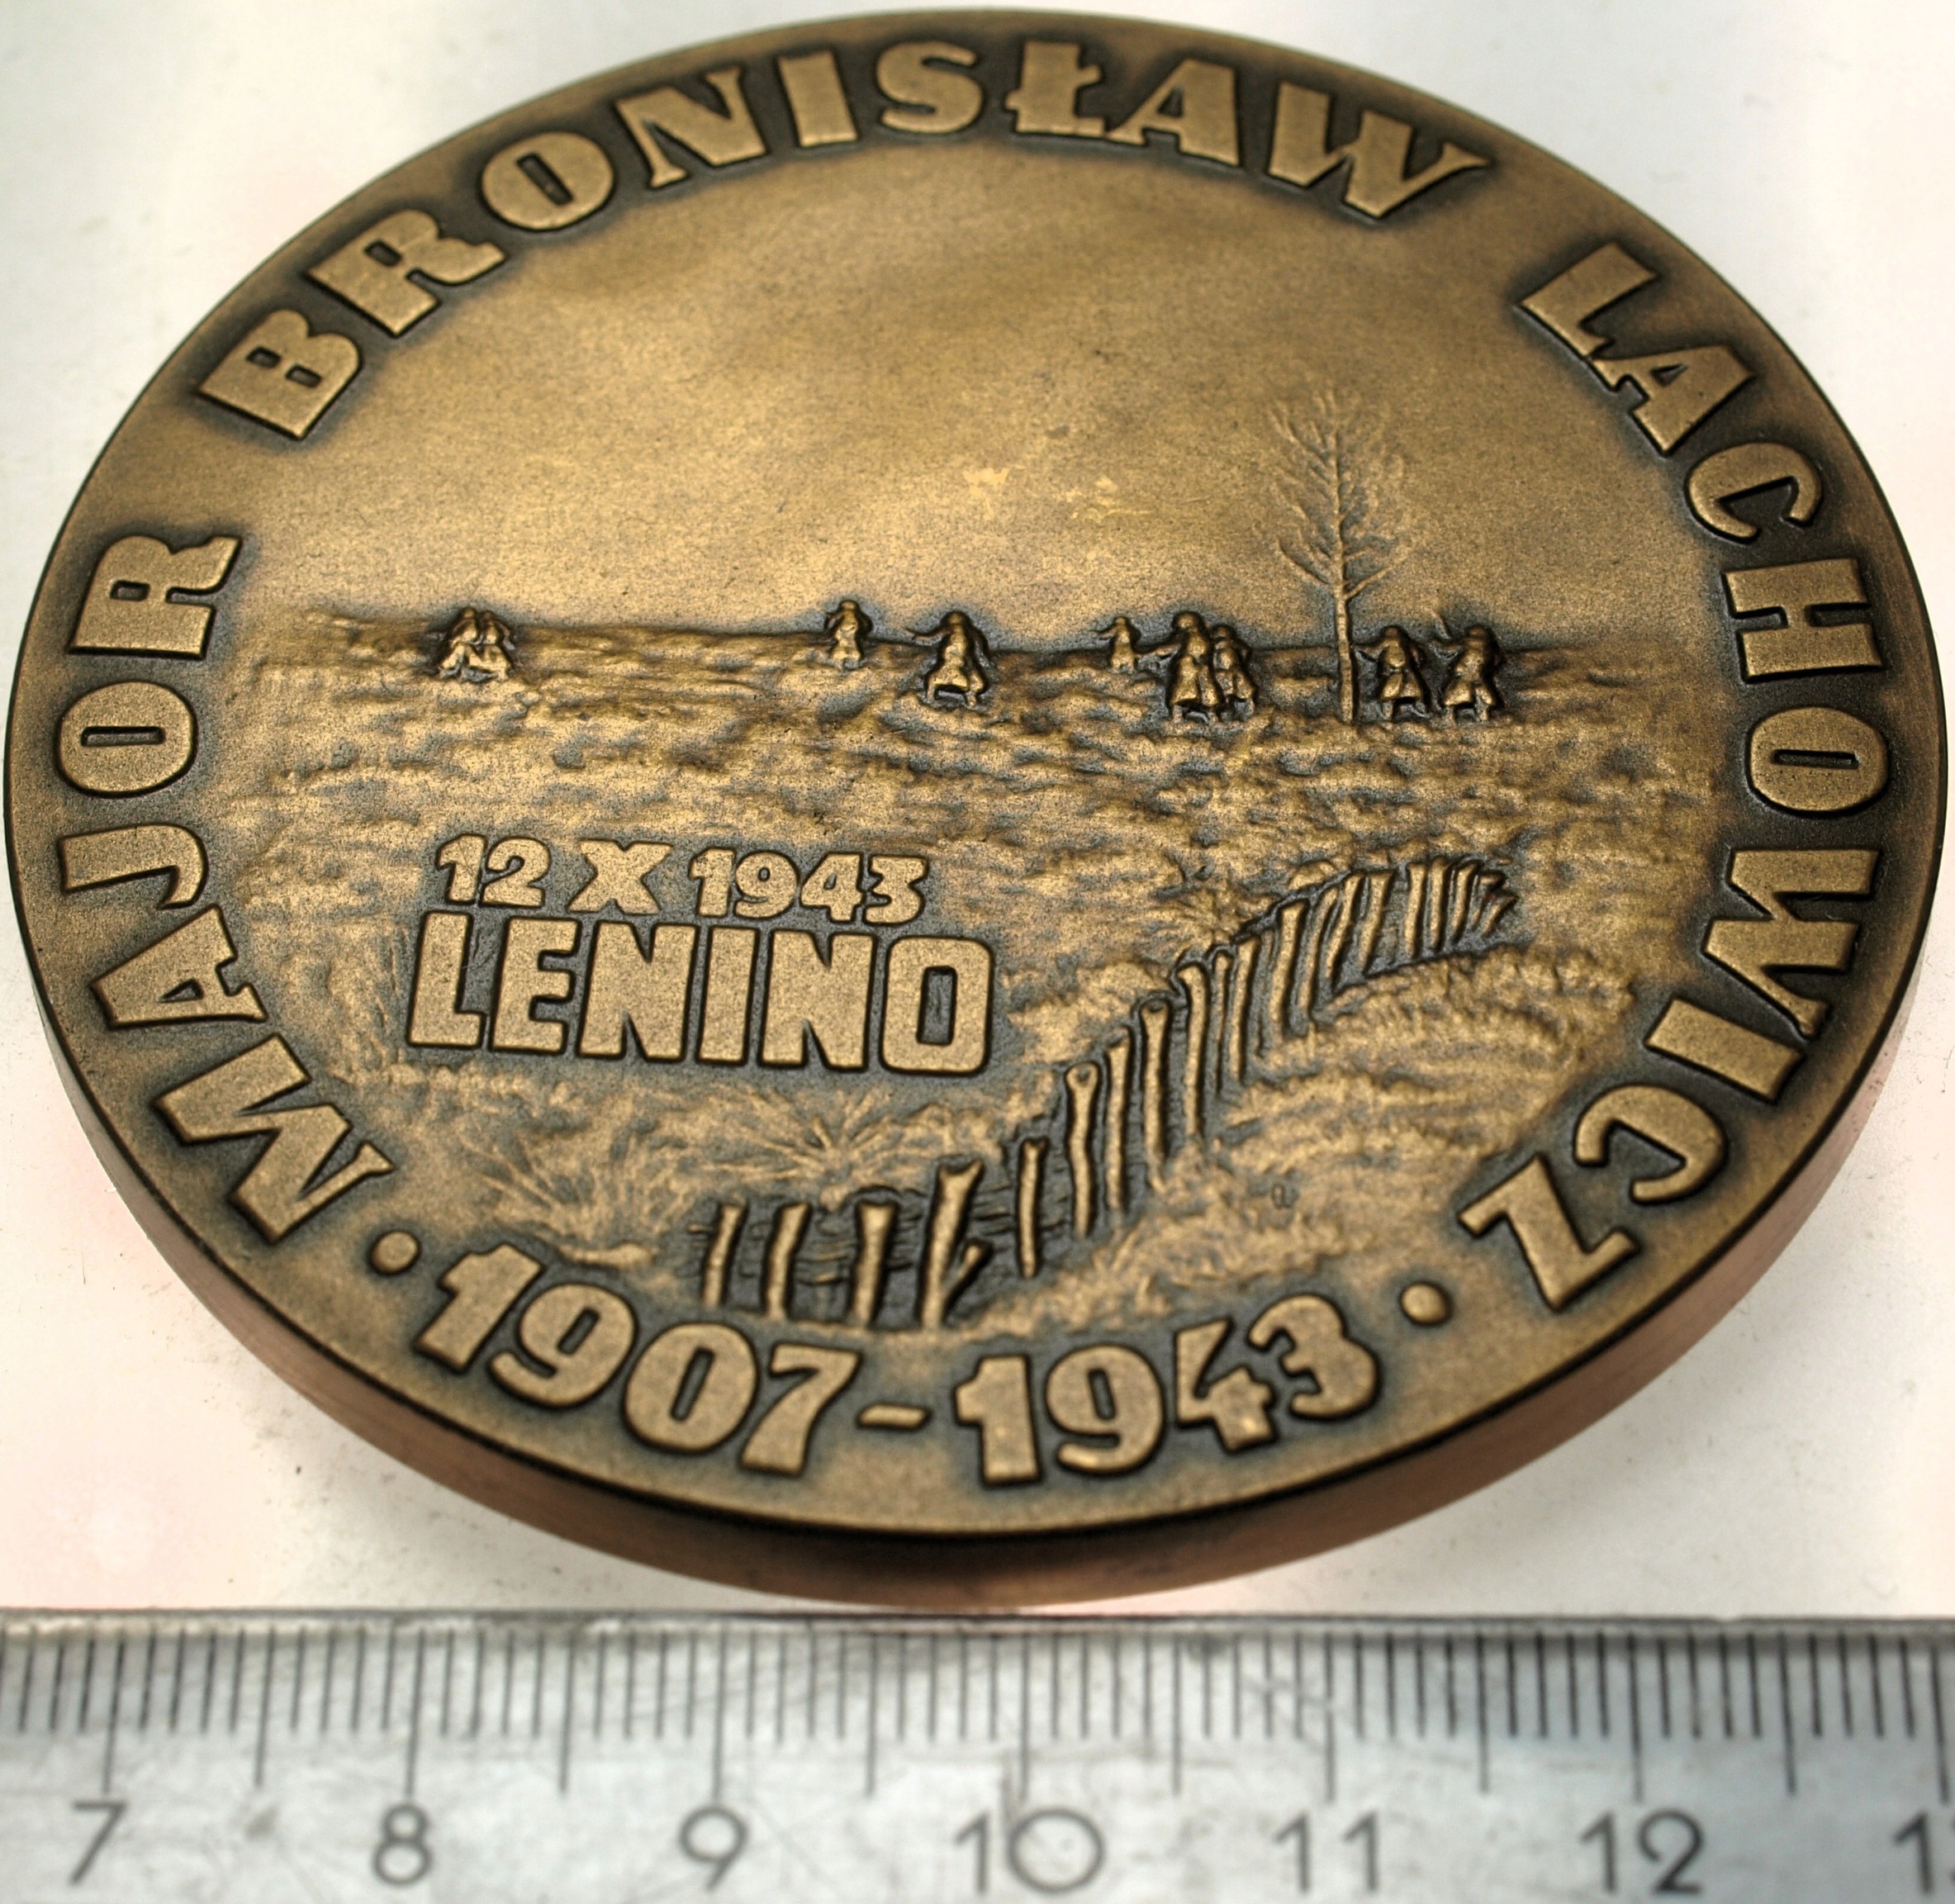 MAJOR BRONISŁAW LACHOWICZ
12 X 1943
LENINO
• 1907-1943 •
7 8 9 10 11 12